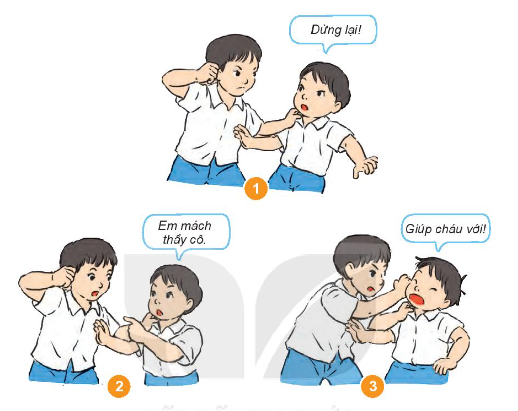 Dừng lại!
1
Em mách
thầy cô.
Giúp cháu với!
2
3